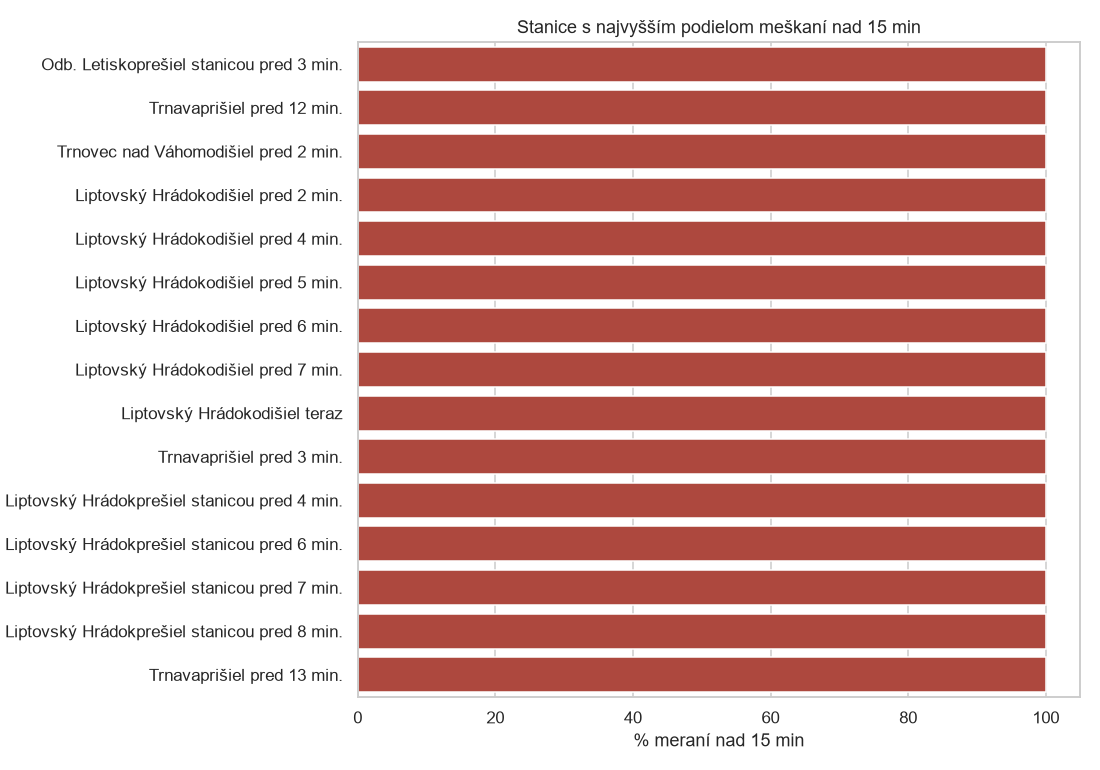 Stanice s najvyšším podielom meškaní nad 15 min
Odb. Letiskoprešiel stanicou pred 3 min.
Trnavaprišiel pred 12 min.
Trnovec nad Váhomodišiel pred 2 min.
Liptovský Hrádokodišiel pred 2 min.
Liptovský Hrádokodišiel pred 4 min.
Liptovský Hrádokodišiel pred 5 min.
Liptovský Hrádokodišiel pred 6 min.
Liptovský Hrádokodišiel pred 7 min.
Liptovský Hrádokodišiel teraz
Trnavaprišiel pred 3 min.
Liptovský Hrádokprešiel stanicou pred 4 min.
Liptovský Hrádokprešiel stanicou pred 6 min.
Liptovský Hrádokprešiel stanicou pred 7 min.
Liptovský Hrádokprešiel stanicou pred 8 min.
Trnavaprišiel pred 13 min.
0 20 40 60 80 100
% meraní nad 15 min